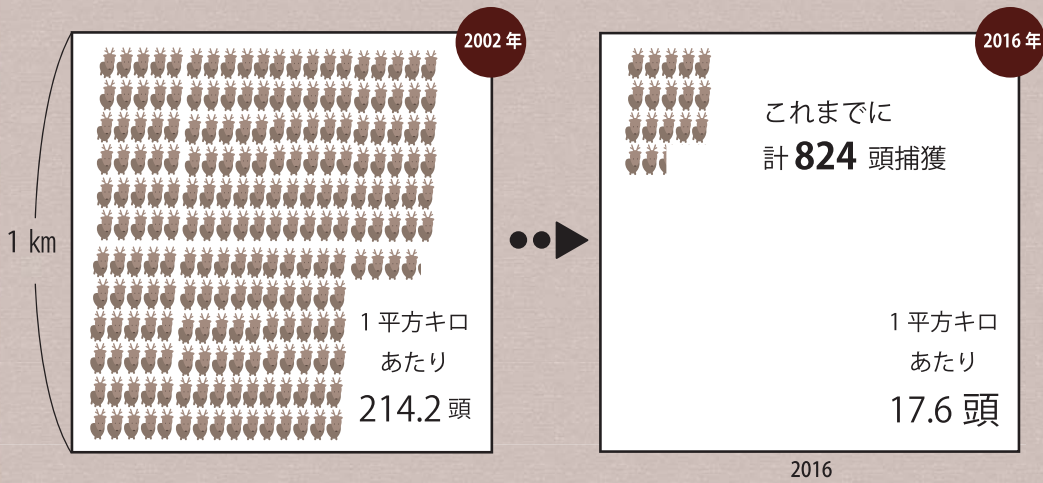 2002 年
1 km
1 平方キロ
あたり
214.2 頭
2016 年
これまでに
計 824 頭捕獲
1 平方キロ
あたり
17.6 頭
2016